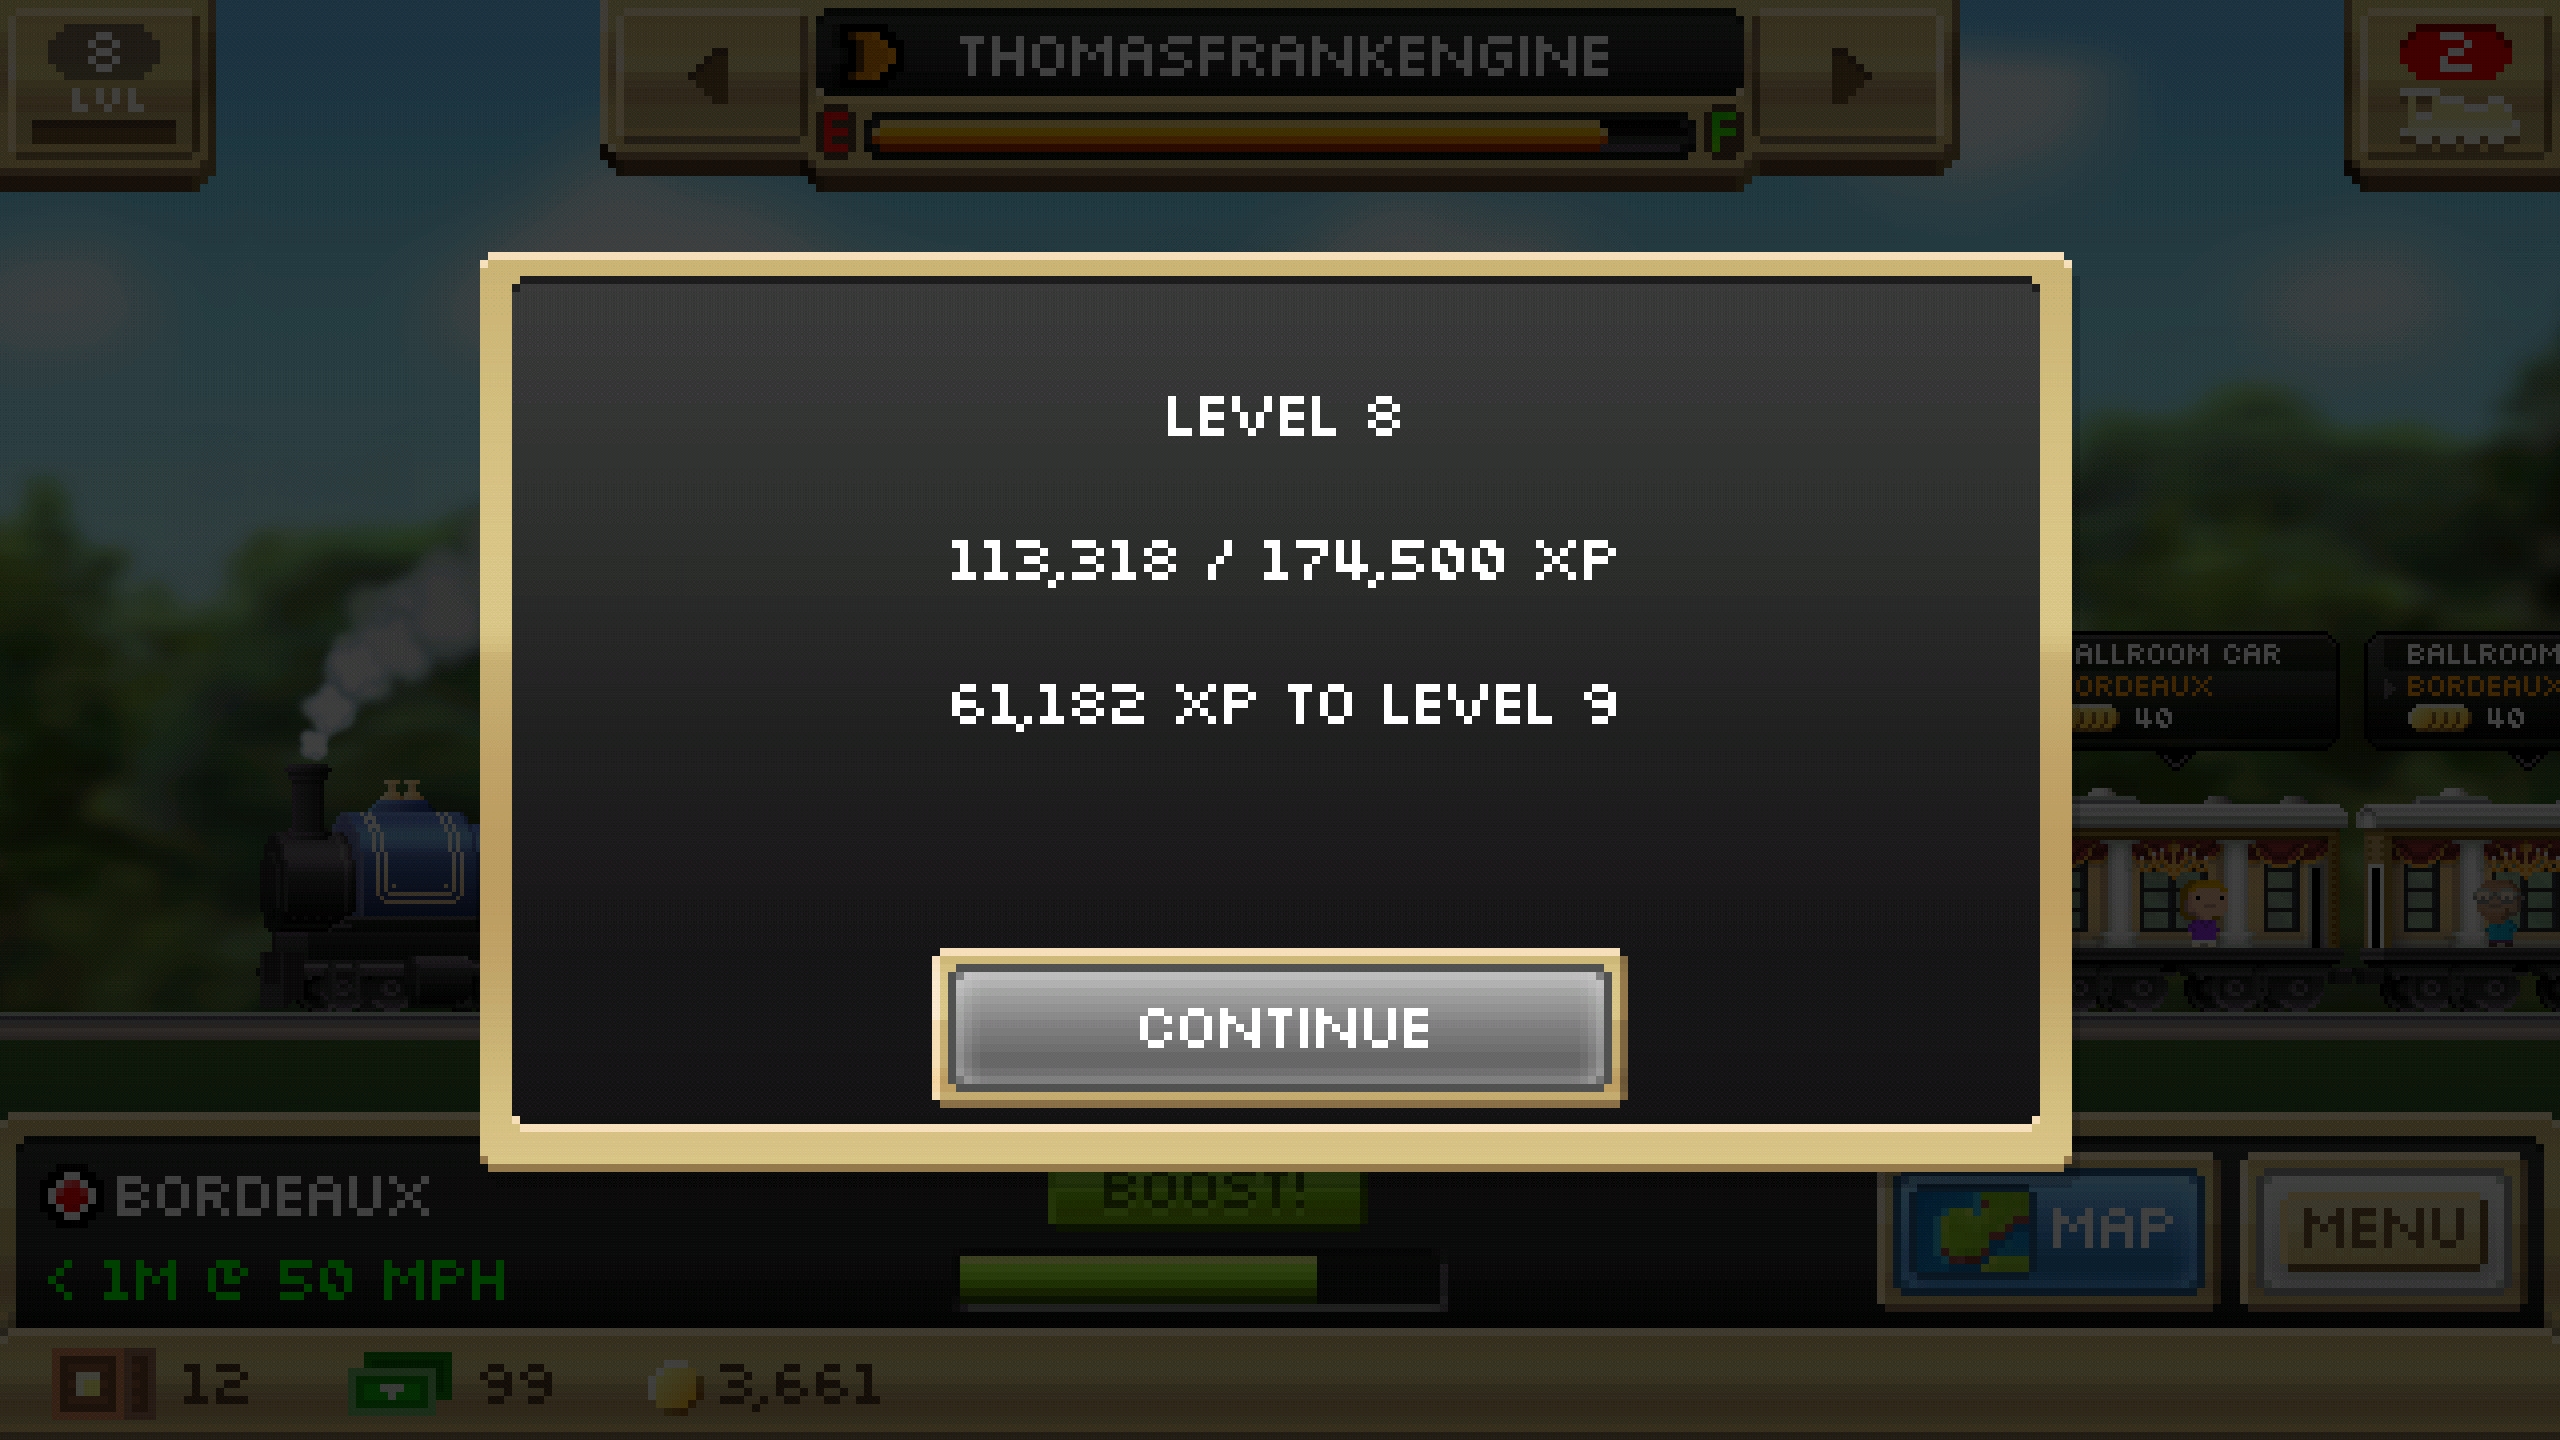 8
LVL
THOMASFRANKENGINE
E F
2
LEVEL 8
113,318 / 174,500 XP
61,182 XP TO LEVEL 9
CONTINUE
ALLROOM CAR
ORDEAUX
40
BALLROOM
BORDEAUX
40
BORDEAUX
< 1M @ 50 MPH
BOOST!
MAP
MENU
12
99
3,661